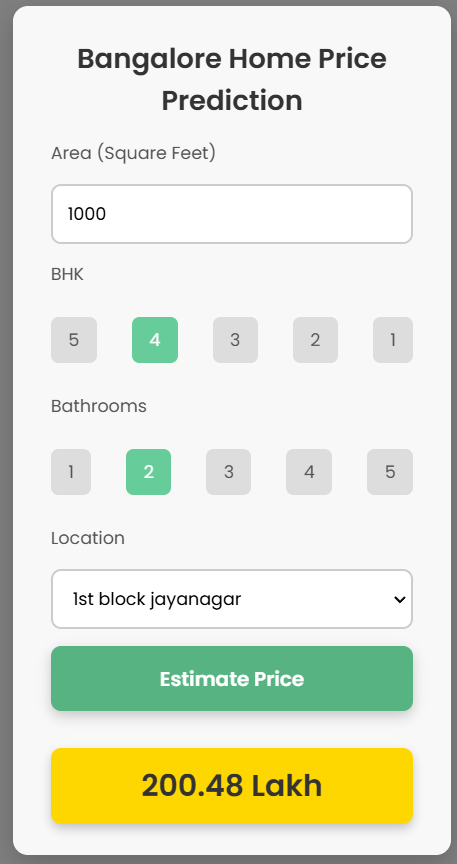 Bangalore Home Price
Prediction
Area (Square Feet)
1000
BHK
5 4 3 2 1
Bathrooms
1 2 3 4 5
Location
1st block jayanagar
Estimate Price
200.48 Lakh